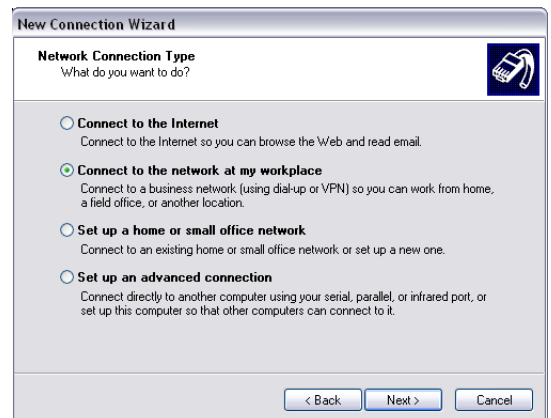 New Connection Wizard
Network Connection Type
What do you want to do?
Connect to the Internet
Connect to the Internet so you can browse the Web and read email.
Connect to the network at my workplace
Connect to a business network (using dial-up or VPN) so you can work from home,
a field office, or another location.
Set up a home or small office network
Connect to an existing home or small office network or set up a new one.
Set up an advanced connection
Connect directly to another computer using your serial, parallel, or infrared port, or
set up this computer so that other computers can connect to it.
< Back
Next >
Cancel